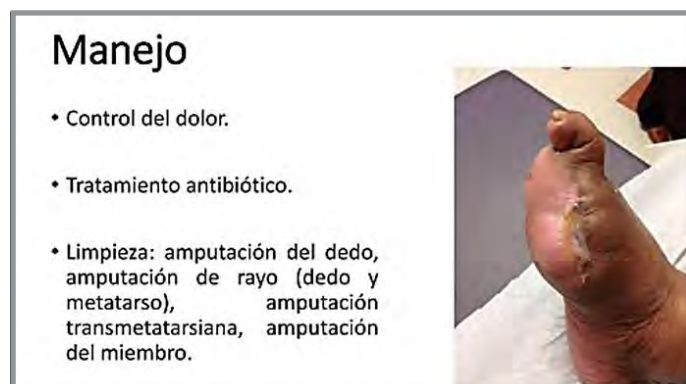 Manejo
• Control del dolor.
• Tratamiento antibiótico.
• Limpieza: amputación del dedo,
amputación de rayo (dedo y
metatarso), amputación
transmetatarsiana, amputación
del miembro.